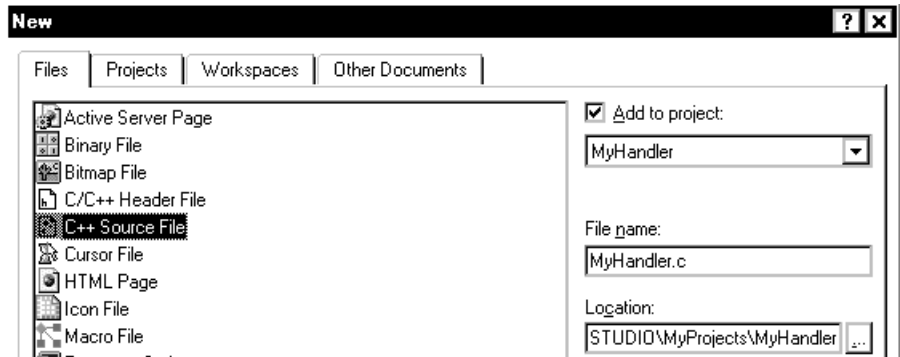 New
Files Projects Workspaces Other Documents
Active Server Page
Binary File
Bitmap File
C/C++ Header File
C++ Source File
Cursor File
HTML Page
Icon File
Macro File
Add to project:
MyHandler
File name:
MyHandler.c
Location:
STUDIO\MyProjects\MyHandler ...